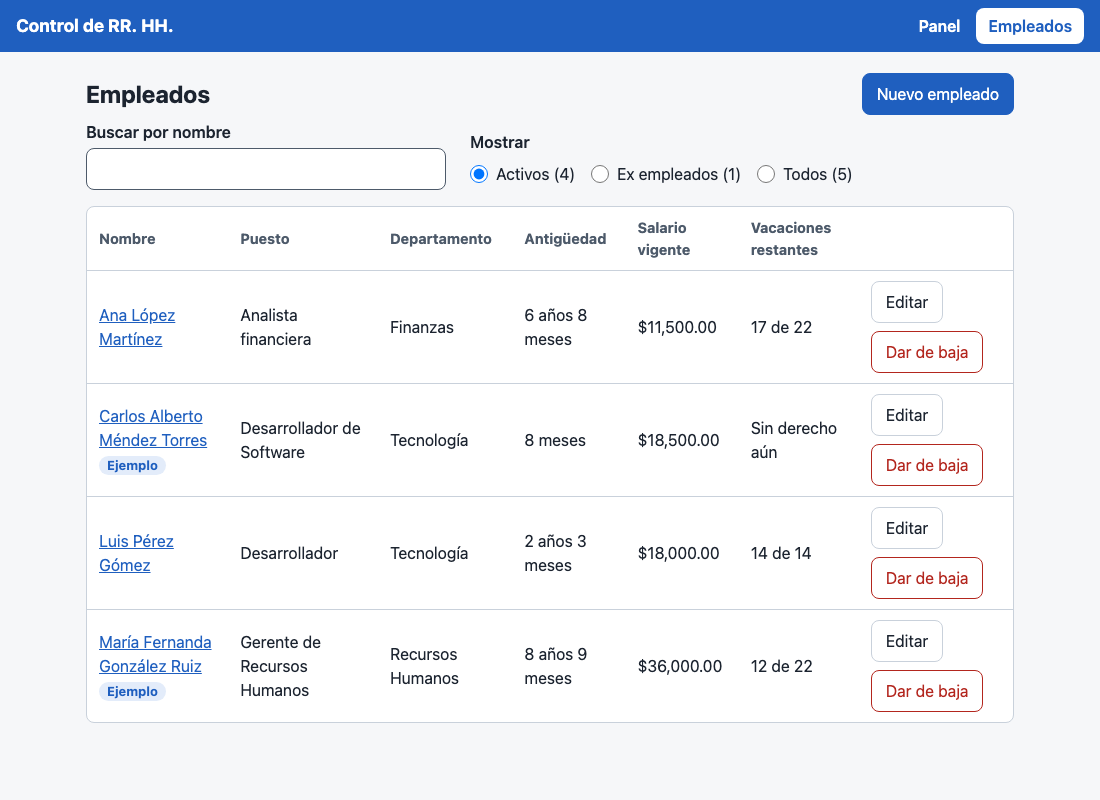 Control de RR. HH.
Panel
Empleados
Empleados
Nuevo empleado
Buscar por nombre
Mostrar
Activos (4)
Ex empleados (1)
Todos (5)
Nombre
Puesto
Departamento
Antigüedad
Salario
vigente
Vacaciones
restantes
Ana López
Martínez
Analista
financiera
Finanzas
6 años 8
meses
$11,500.00
17 de 22
Editar
Dar de baja
Carlos Alberto
Méndez Torres
Ejemplo
Desarrollador de
Software
Tecnología
8 meses
$18,500.00
Sin derecho
aún
Editar
Dar de baja
Luis Pérez
Gómez
Desarrollador
Tecnología
2 años 3
meses
$18,000.00
14 de 14
Editar
Dar de baja
María Fernanda
González Ruiz
Ejemplo
Gerente de
Recursos
Humanos
Recursos
Humanos
8 años 9
meses
$36,000.00
12 de 22
Editar
Dar de baja